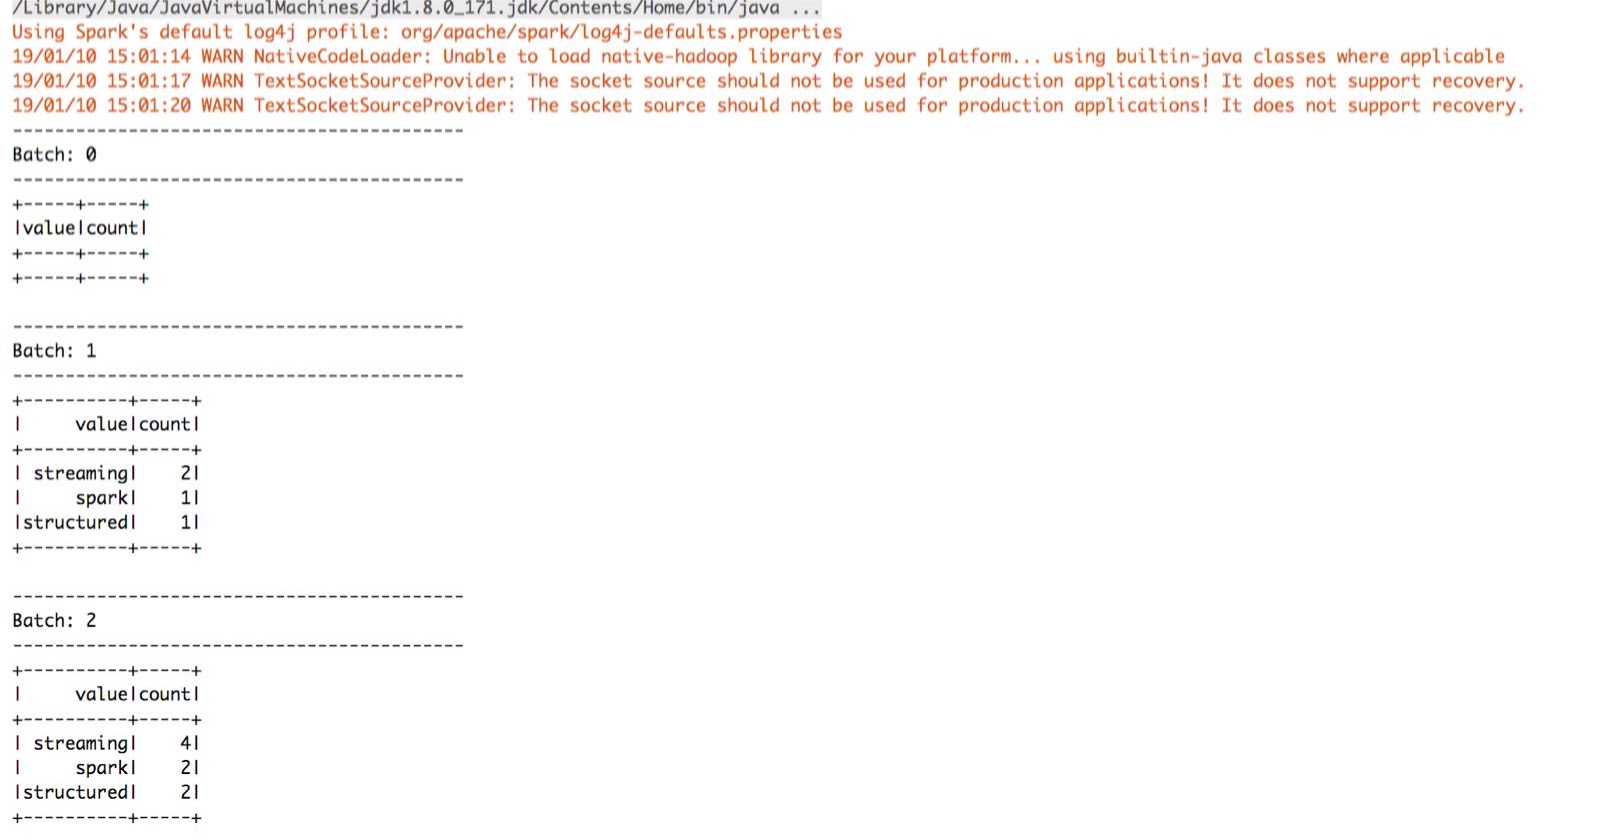 /Library/Java/JavaVirtualMachines/jdk1.8.0_171.jdk/Contents/Home/bin/java ...
Using Spark's default log4j profile: org/apache/spark/log4j-defaults.properties
19/01/10 15:01:14 WARN NativeCodeLoader: Unable to load native-hadoop library for your platform... using builtin-java classes where applicable
19/01/10 15:01:17 WARN TextSocketSourceProvider: The socket source should not be used for production applications! It does not support recovery.
19/01/10 15:01:20 WARN TextSocketSourceProvider: The socket source should not be used for production applications! It does not support recovery.
-------------------------------------------
Batch: 0
-------------------------------------------
+-----+-----+
|value|count|
+-----+-----+
+-----+-----+

-------------------------------------------
Batch: 1
-------------------------------------------
+----------+-----+
|     value|count|
+----------+-----+
| streaming|    2|
|     spark|    1|
|structured|    1|
+----------+-----+

-------------------------------------------
Batch: 2
-------------------------------------------
+----------+-----+
|     value|count|
+----------+-----+
| streaming|    4|
|     spark|    2|
|structured|    2|
+----------+-----+